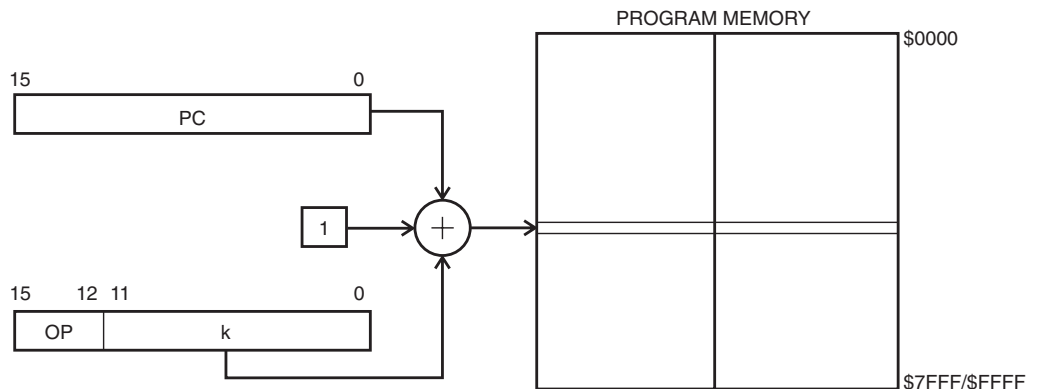 PROGRAM MEMORY
$0000
15 0
PC
1
+
15 12 11 0
OP k
$7FFF/$FFFF